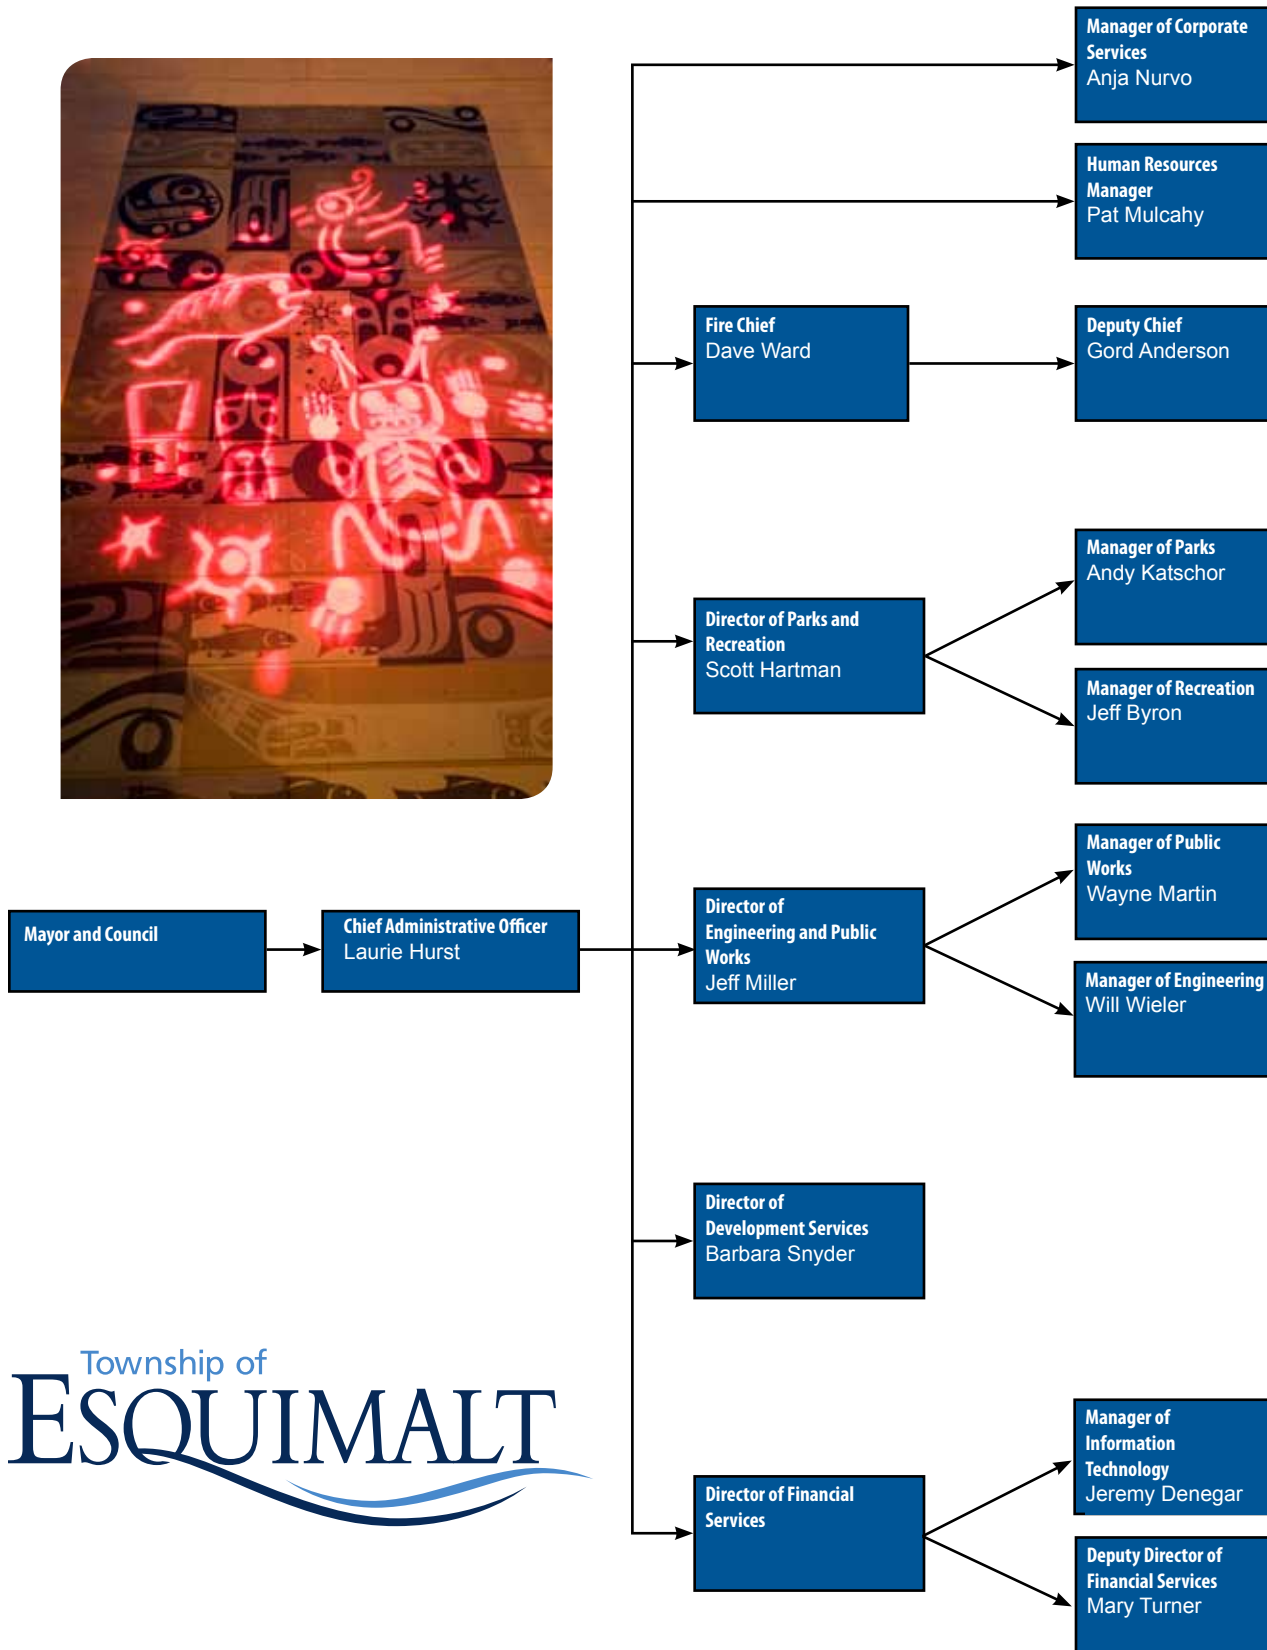 Manager of Corporate
Services
Anja Nurvo
Human Resources
Manager
Pat Mulcahy
Fire Chief
Dave Ward
Deputy Chief
Gord Anderson
Director of Parks and
Recreation
Scott Hartman
Manager of Parks
Andy Katschor
Manager of Recreation
Jeff Byron
Mayor and Council
Chief Administrative Officer
Laurie Hurst
Director of
Engineering and Public
Works
Jeff Miller
Manager of Public
Works
Wayne Martin
Manager of Engineering
Will Wieler
Director of
Development Services
Barbara Snyder
Township of
ESQUIMALT
Director of Financial
Services
Manager of
Information
Technology
Jeremy Denegar
Deputy Director of
Financial Services
Mary Turner